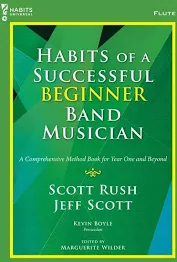 HABITS
UNIVERSAL
FLUTE
HABITS OF A
SUCCESSFUL
BEGINNER
BAND
MUSICIAN
A Comprehensive Method Book for Year One and Beyond
SCOTT RUSH
JEFF SCOTT
KEVIN BOYLE
Percussion
EDITED BY
MARGUERITE WILDER